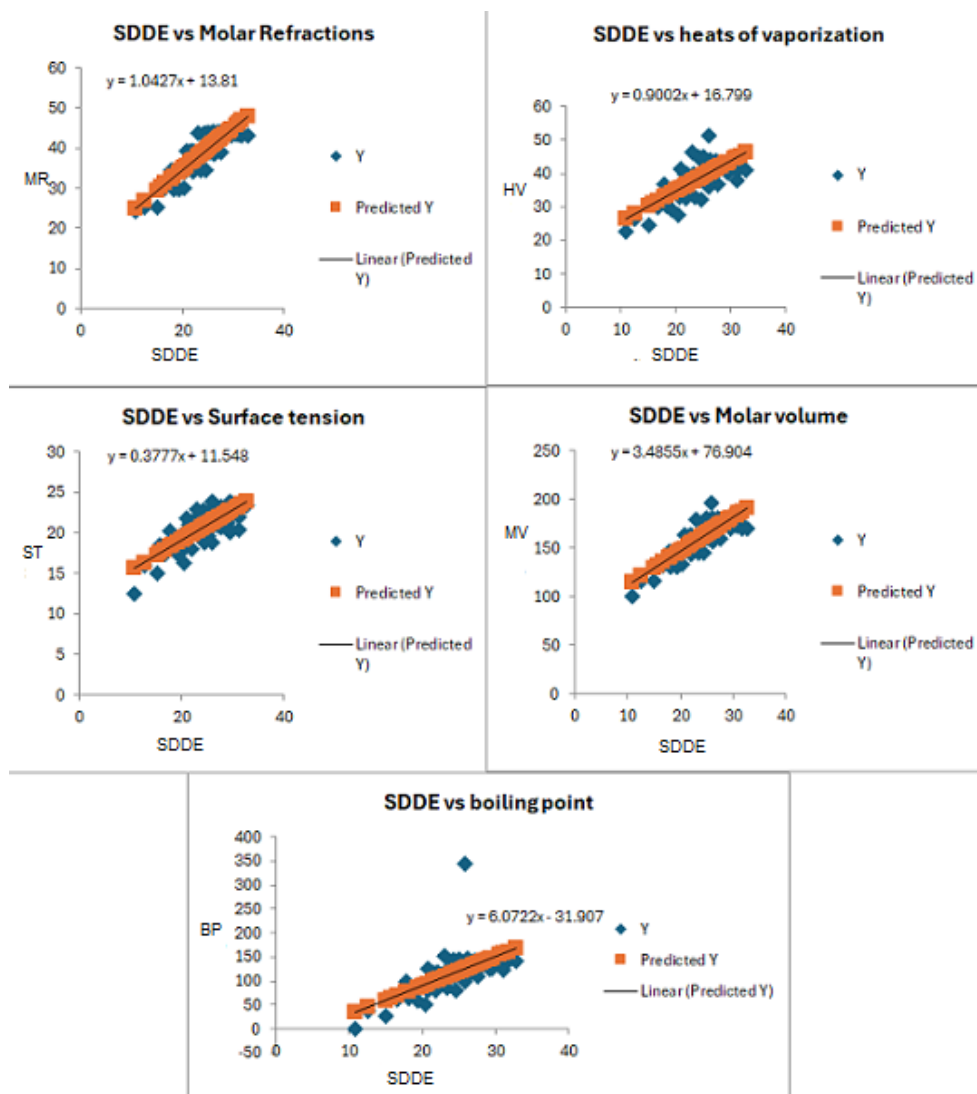 SDDE vs Molar Refractions
y = 1.0427x + 13.81
60
50
40
30
20
10
0
MR
Y
Predicted Y
Linear (Predicted
Y)
0
20
40
SDDE
SDDE vs heats of vaporization
y = 0.9002x + 16.799
60
50
40
30
20
10
0
HV
Y
Predicted Y
Linear (Predicted
Y)
0
10
20
30
40
SDDE
SDDE vs Surface tension
y = 0.3777x + 11.548
30
25
20
15
10
5
0
ST
Y
Predicted Y
Linear (Predicted
Y)
0
20
40
SDDE
SDDE vs Molar volume
y = 3.4855x + 76.904
250
200
150
100
50
0
MV
Y
Predicted Y
Linear (Predicted
Y)
0
10
20
30
40
SDDE
SDDE vs boiling point
400
350
300
250
200
150
100
50
0
-50
BP
y = 6.0722x - 31.907
Y
Predicted Y
Linear (Predicted Y)
0
10
20
30
40
SDDE